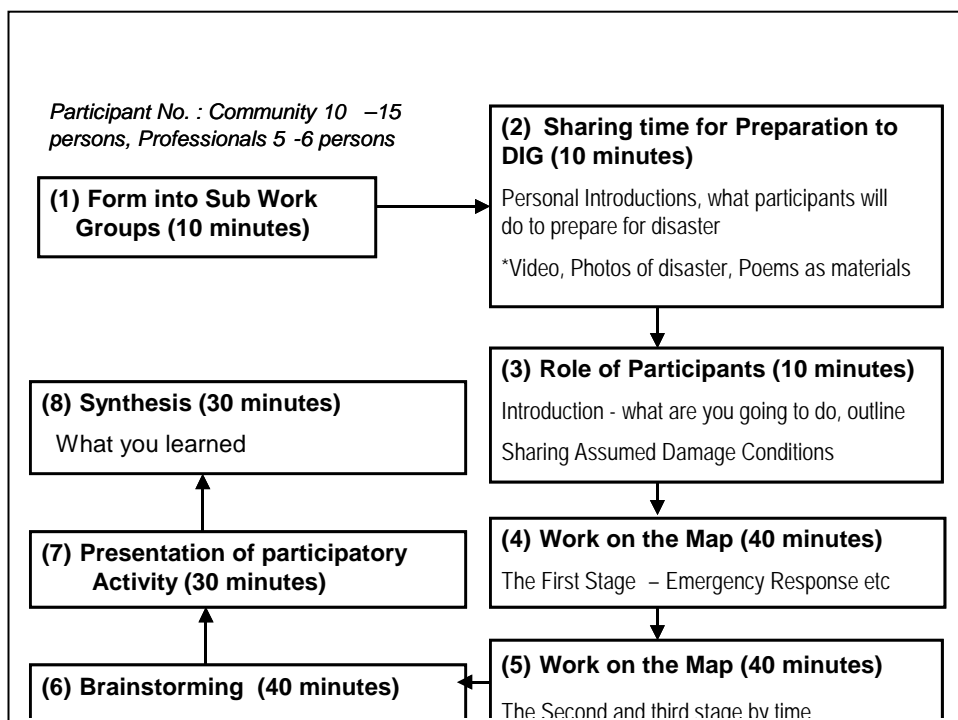 Participant No. : Community 10 –15
persons, Professionals 5 -6 persons
(1) Form into Sub Work
Groups (10 minutes)
(2) Sharing time for Preparation to
DIG (10 minutes)
Personal Introductions, what participants will
do to prepare for disaster
*Video, Photos of disaster, Poems as materials
(3) Role of Participants (10 minutes)
Introduction - what are you going to do, outline
Sharing Assumed Damage Conditions
(4) Work on the Map (40 minutes)
The First Stage – Emergency Response etc
(5) Work on the Map (40 minutes)
The Second and third stage by time
(6) Brainstorming (40 minutes)
(7) Presentation of participatory
Activity (30 minutes)
(8) Synthesis (30 minutes)
What you learned